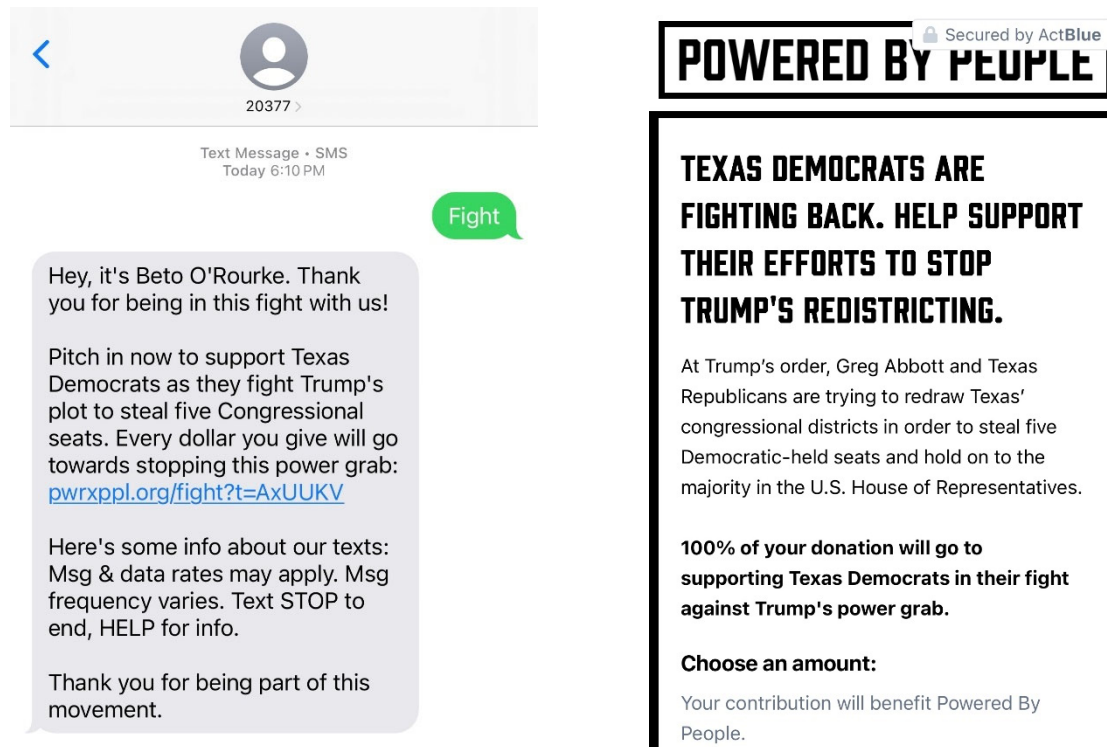 20377
Text Message • SMS
Today 6:10 PM
Fight
Hey, it's Beto O'Rourke. Thank
you for being in this fight with us!
Pitch in now to support Texas
Democrats as they fight Trump's
plot to steal five Congressional
seats. Every dollar you give will go
towards stopping this power grab:
pwrxppl.org/fight?t=AxUUKV
Here's some info about our texts:
Msg & data rates may apply. Msg
frequency varies. Text STOP to
end, HELP for info.
Thank you for being part of this
movement.
Secured by ActBlue
POWERED BY PEOPLE
TEXAS DEMOCRATS ARE
FIGHTING BACK. HELP SUPPORT
THEIR EFFORTS TO STOP
TRUMP'S REDISTRICTING.
At Trump’s order, Greg Abbott and Texas
Republicans are trying to redraw Texas’
congressional districts in order to steal five
Democratic-held seats and hold on to the
majority in the U.S. House of Representatives.
100% of your donation will go to
supporting Texas Democrats in their fight
against Trump's power grab.
Choose an amount:
Your contribution will benefit Powered By
People.